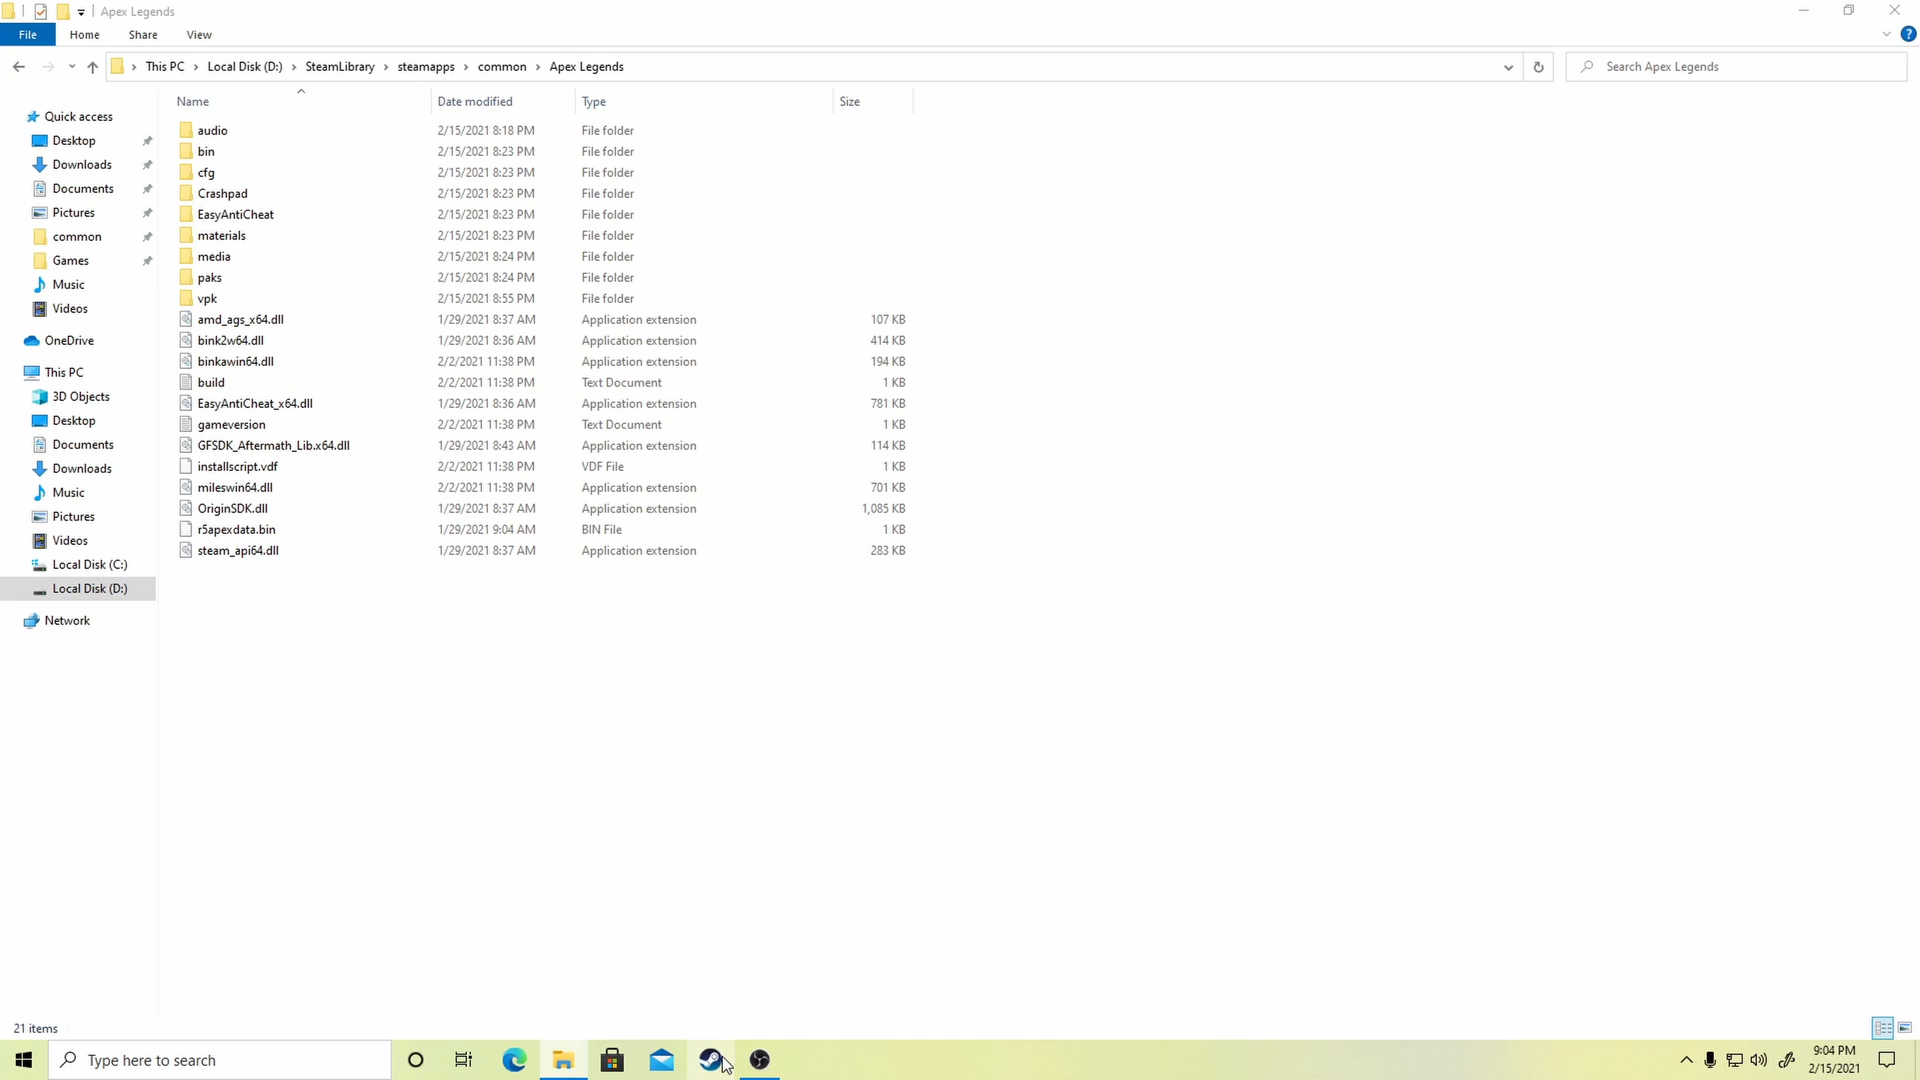 Apex Legends
File Home Share View
This PC Local Disk (D:) SteamLibrary steamapps common Apex Legends Search Apex Legends
Name Date modified Type Size
Quick access
Desktop
Downloads
Documents
Pictures
common
Games
Music
Videos
OneDrive
This PC
3D Objects
Desktop
Documents
Downloads
Music
Pictures
Videos
Local Disk (C:)
Local Disk (D:)
Network
audio 2/15/2021 8:18 PM File folder
bin 2/15/2021 8:23 PM File folder
cfg 2/15/2021 8:23 PM File folder
Crashpad 2/15/2021 8:23 PM File folder
EasyAntiCheat 2/15/2021 8:23 PM File folder
materials 2/15/2021 8:23 PM File folder
media 2/15/2021 8:24 PM File folder
paks 2/15/2021 8:24 PM File folder
vpk 2/15/2021 8:55 PM File folder
amd_ags_x64.dll 1/29/2021 8:37 AM Application extension 107 KB
bink2w64.dll 1/29/2021 8:36 AM Application extension 414 KB
binkawin64.dll 2/2/2021 11:38 PM Application extension 194 KB
build 2/2/2021 11:38 PM Text Document 1 KB
EasyAntiCheat_x64.dll 1/29/2021 8:36 AM Application extension 781 KB
gameversion 2/2/2021 11:38 PM Text Document 1 KB
GFSDK_Aftermath_Lib.x64.dll 1/29/2021 8:43 AM Application extension 114 KB
installscript.vdf 2/2/2021 11:38 PM VDF File 1 KB
mileswin64.dll 2/2/2021 11:38 PM Application extension 701 KB
OriginSDK.dll 1/29/2021 8:37 AM Application extension 1,085 KB
r5apexdata.bin 1/29/2021 9:04 AM BIN File 1 KB
steam_api64.dll 1/29/2021 8:37 AM Application extension 283 KB
21 items
Type here to search
9:04 PM
2/15/2021